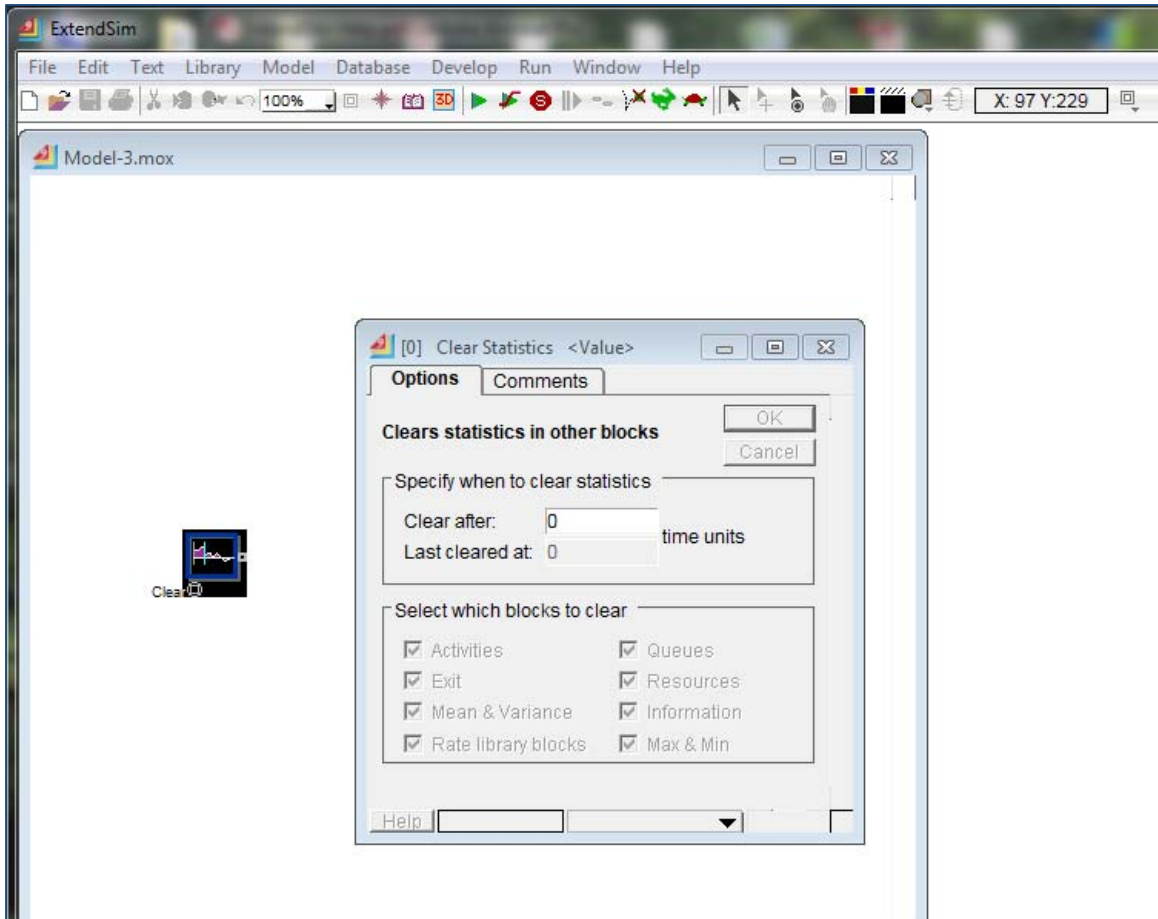 ExtendSim
File Edit Text Library Model Database Develop Run Window Help
100% 3D S X: 97 Y:229
Model-3.mox
[0] Clear Statistics <Value>
Options Comments
Clears statistics in other blocks
OK
Cancel
Specify when to clear statistics
Clear after: 0
time units
Last cleared at: 0
Clear
Select which blocks to clear
Activities Queues
Exit Resources
Mean & Variance Information
Rate library blocks Max & Min
Help